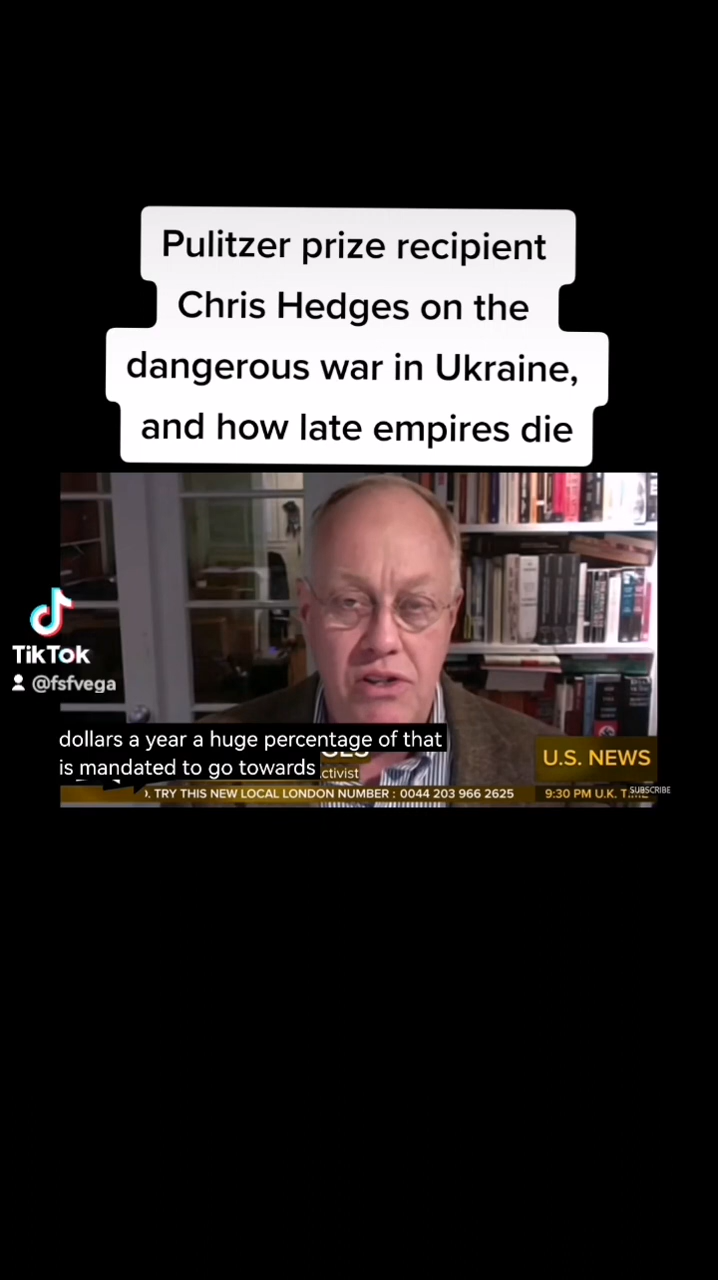 Pulitzer prize recipient
Chris Hedges on the
dangerous war in Ukraine,
and how late empires die
TikTok
@fsfvega
dollars a year a huge percentage of that
is mandated to go towards
ctivist
U.S. NEWS
. TRY THIS NEW LOCAL LONDON NUMBER : 0044 203 966 2625
9:30 PM U.K. T
SUBSCRIBE